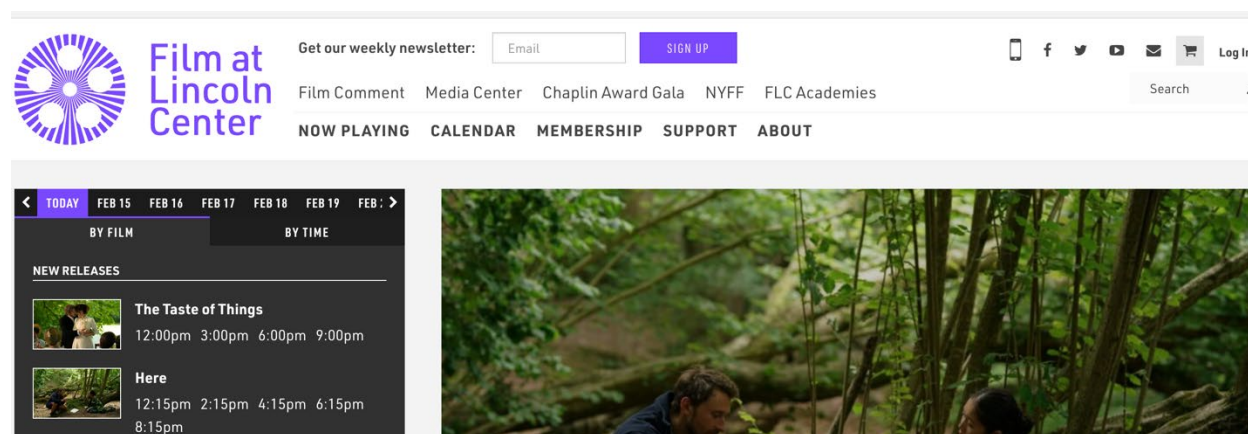 Film at
Lincoln
Center
Get our weekly newsletter: Email SIGN UP
Log In
Film Comment Media Center Chaplin Award Gala NYFF FLC Academies
Search
NOW PLAYING CALENDAR MEMBERSHIP SUPPORT ABOUT
TODAY FEB 15 FEB 16 FEB 17 FEB 18 FEB 19 FEB
BY FILM BY TIME
NEW RELEASES
The Taste of Things
12:00pm 3:00pm 6:00pm 9:00pm
Here
12:15pm 2:15pm 4:15pm 6:15pm
8:15pm